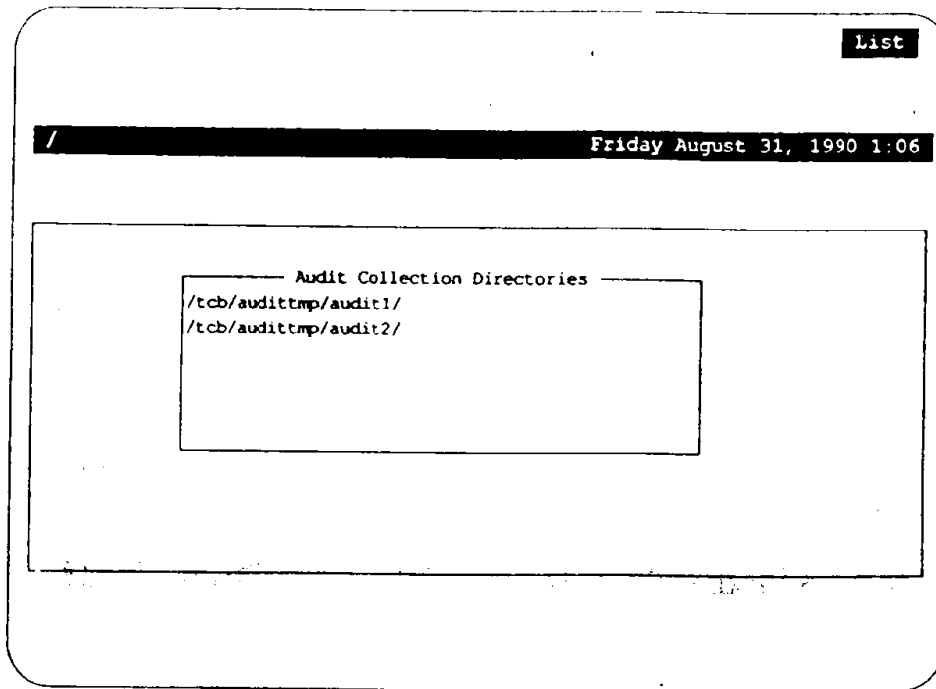 List
/ Friday August 31, 1990 1:06
Audit Collection Directories
/tcb/audittmp/audit1/
/tcb/audittmp/audit2/